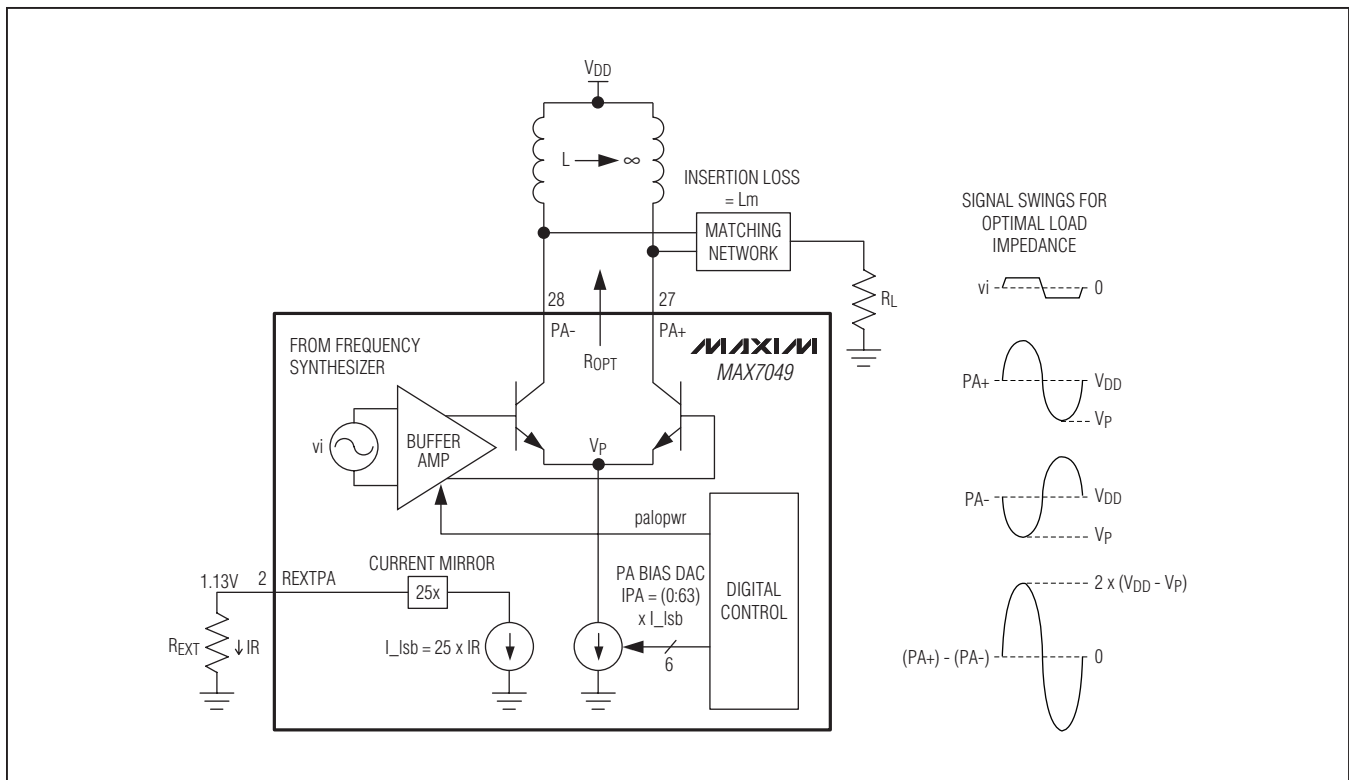 VDD
L → ∞
INSERTION LOSS
= Lm
MATCHING
NETWORK
RL
28
27
PA-
PA+
ROPT
FROM FREQUENCY
SYNTHESIZER
MAXIM
MAX7049
vi
BUFFER
AMP
VP
palopwr
DIGITAL
CONTROL
PA BIAS DAC
IPA = (0:63)
x I_lsb
6
CURRENT MIRROR
25x
I_lsb = 25 x IR
1.13V
2
REXTPA
REXT
↓ IR
SIGNAL SWINGS FOR
OPTIMAL LOAD
IMPEDANCE
vi
0
PA+
VDD
VP
PA-
VDD
VP
2 x (VDD - VP)
(PA+) - (PA-)
0